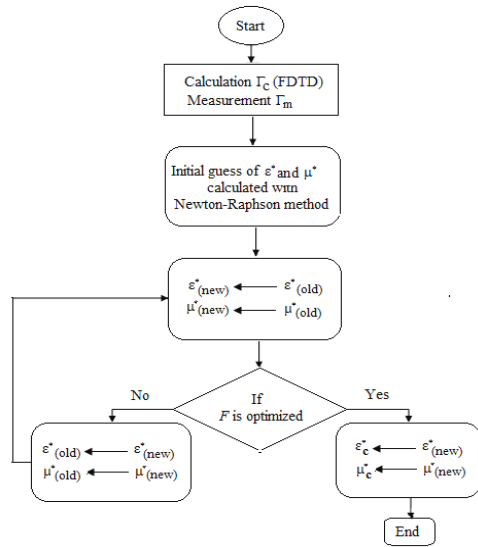 Start
Calculation Γc (FDTD)
Measurement Γm
Initial guess of ε* and μ*
calculated with
Newton-Raphson method
ε*(new) ← ε*(old)
μ*(new) ← μ*(old)
If
F is optimized
No
Yes
ε*(old) ← ε*(new)
μ*(old) ← μ*(new)
ε*c ← ε*(new)
μ*c ← μ*(new)
End